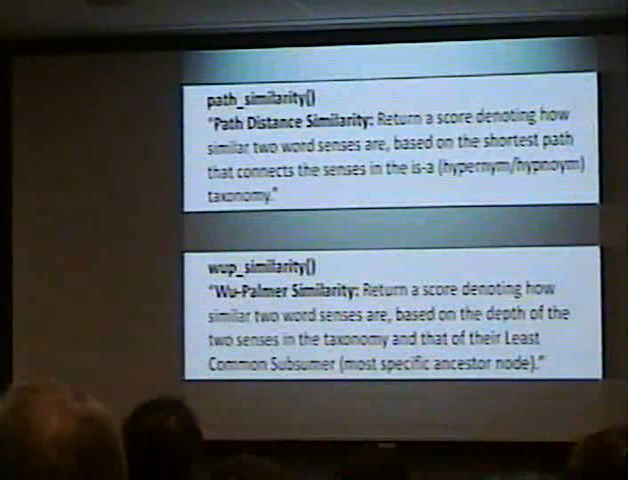 path_similarity()
"Path Distance Similarity: Return a score denoting how
similar two word senses are, based on the shortest path
that connects the senses in the is-a (hypernym/hypnoym)
taxonomy."
wup_similarity()
"Wu-Palmer Similarity: Return a score denoting how
similar two word senses are, based on the depth of the
two senses in the taxonomy and that of their Least
Common Subsumer (most specific ancestor node)."